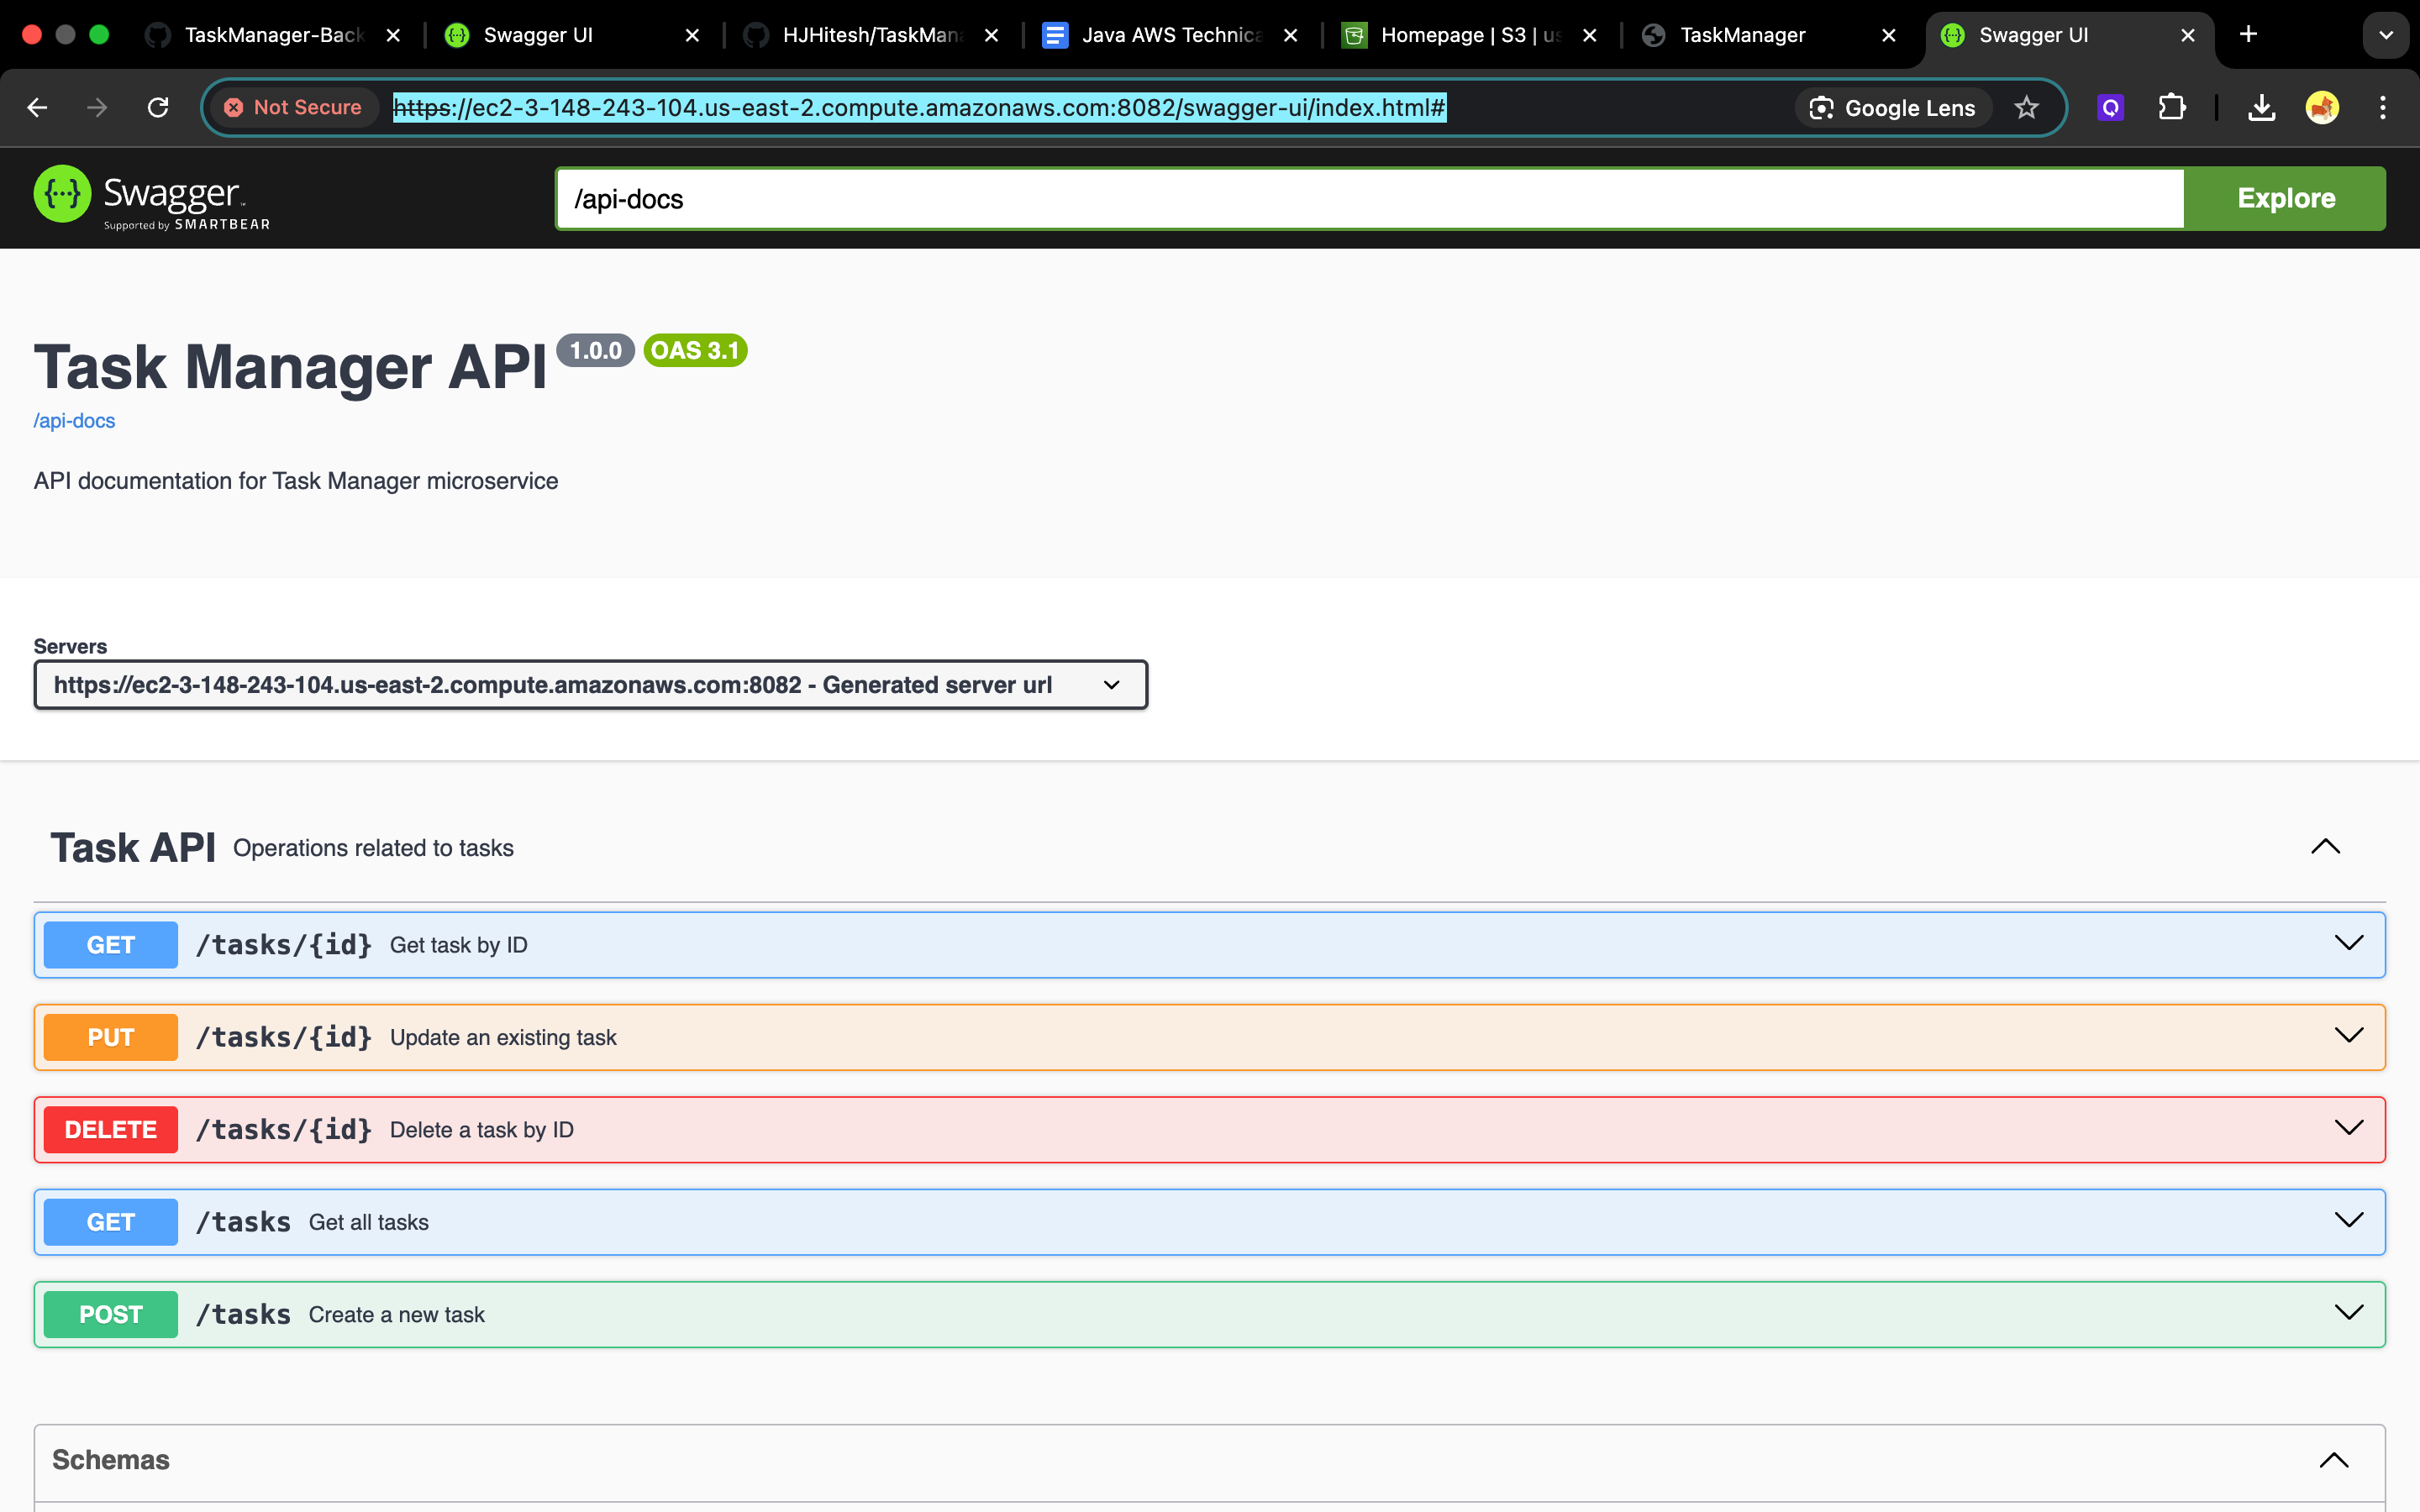 TaskManager-Back
Swagger UI
HJHitesh/TaskMana
Java AWS Technica
Homepage | S3 | us
TaskManager
Swagger UI
Not Secure
https://ec2-3-148-243-104.us-east-2.compute.amazonaws.com:8082/swagger-ui/index.html#
Google Lens
Swagger
Supported by SMARTBEAR
/api-docs
Explore
Task Manager API 1.0.0 OAS 3.1
/api-docs
API documentation for Task Manager microservice
Servers
https://ec2-3-148-243-104.us-east-2.compute.amazonaws.com:8082 - Generated server url
Task API Operations related to tasks
GET /tasks/{id} Get task by ID
PUT /tasks/{id} Update an existing task
DELETE /tasks/{id} Delete a task by ID
GET /tasks Get all tasks
POST /tasks Create a new task
Schemas